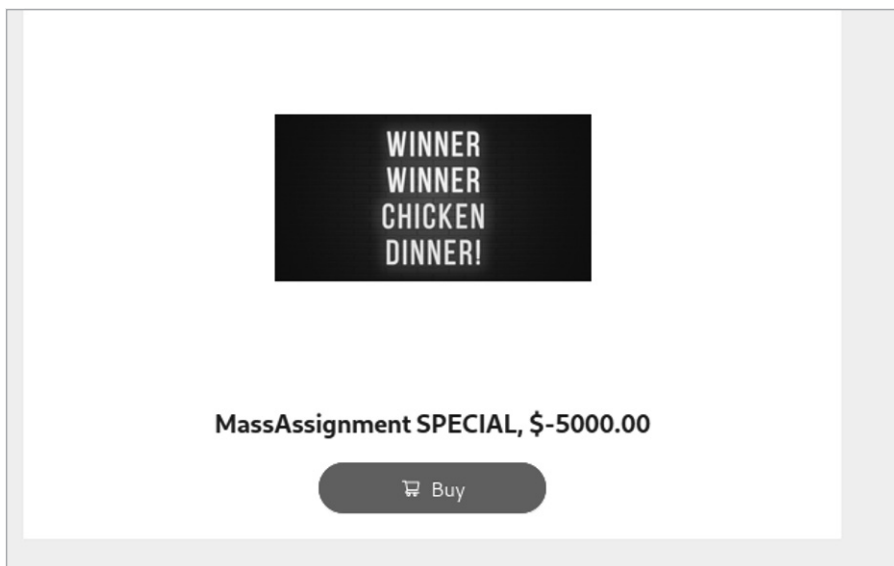 WINNER
WINNER
CHICKEN
DINNER!
MassAssignment SPECIAL, $-5000.00
Buy